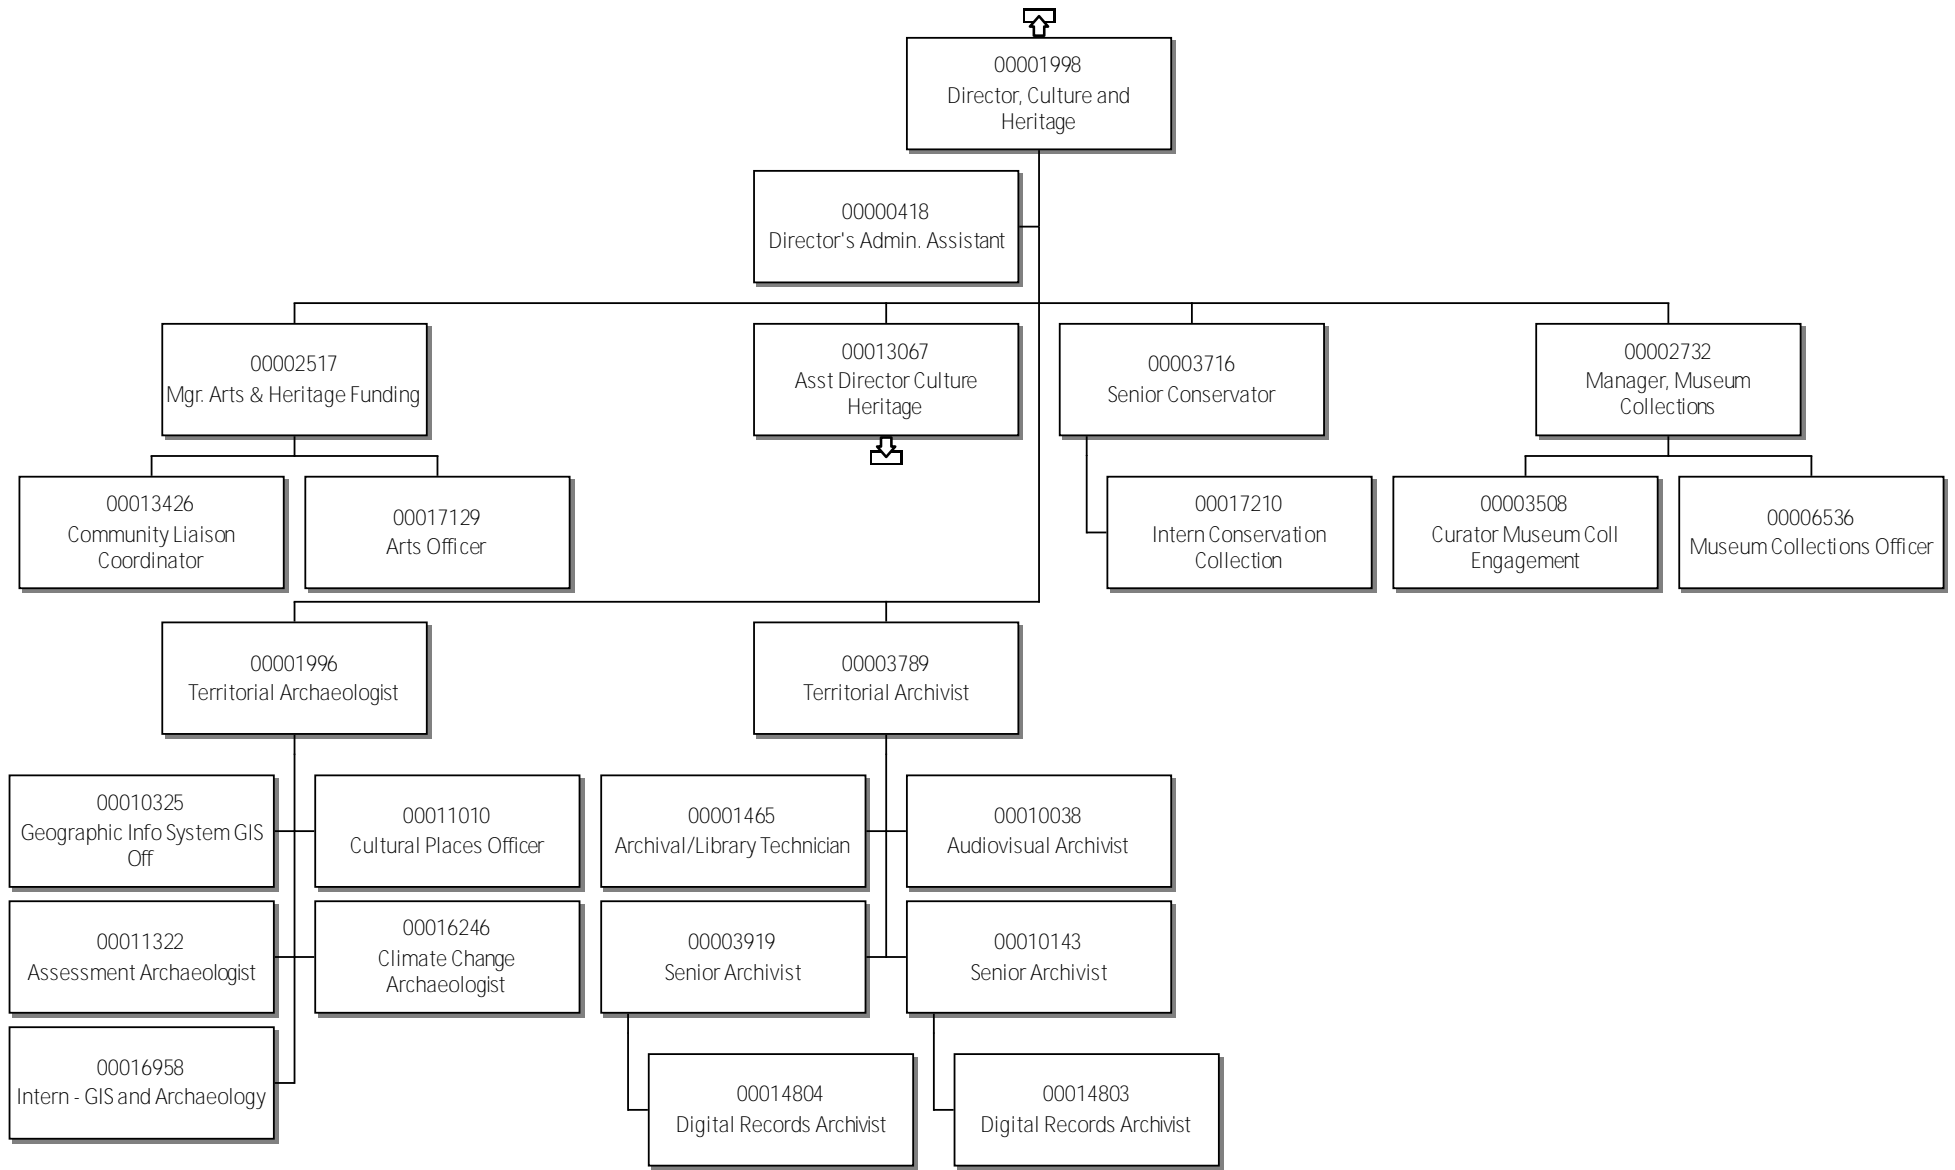 00001998
Director, Culture and
Heritage
00000418
Director's Admin. Assistant
00002517
Mgr. Arts & Heritage Funding
00013067
Asst Director Culture
Heritage
00003716
Senior Conservator
00002732
Manager, Museum
Collections
00013426
Community Liaison
Coordinator
00017129
Arts Officer
00017210
Intern Conservation
Collection
00003508
Curator Museum Coll
Engagement
00006536
Museum Collections Officer
00001996
Territorial Archaeologist
00003789
Territorial Archivist
00010325
Geographic Info System GIS
Off
00011010
Cultural Places Officer
00001465
Archival/Library Technician
00010038
Audiovisual Archivist
00011322
Assessment Archaeologist
00016246
Climate Change
Archaeologist
00003919
Senior Archivist
00010143
Senior Archivist
00016958
Intern - GIS and Archaeology
00014804
Digital Records Archivist
00014803
Digital Records Archivist